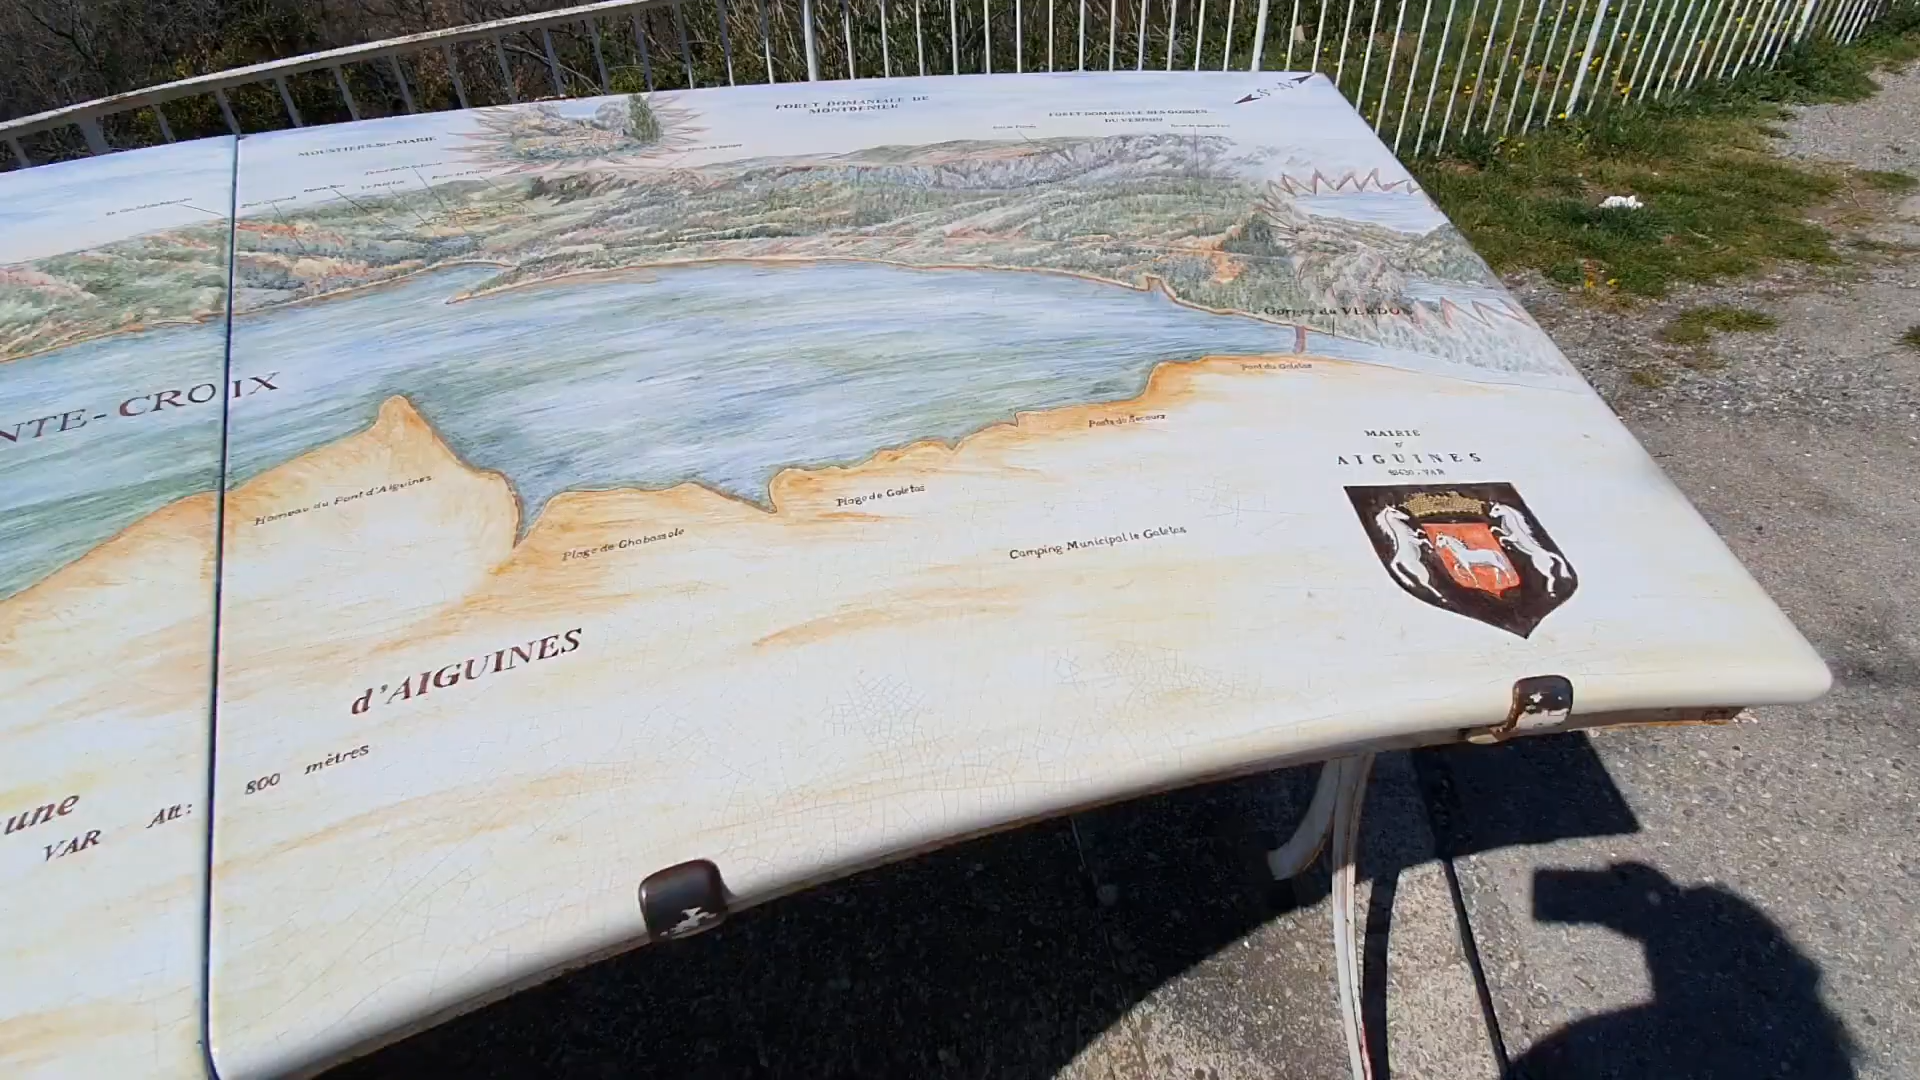 FORET DOMANIALE DE
MONTDENIER
FORET DOMANIALE DES GORGES
DU VERDON
S - N
MOUSTIERS-Ste-MARIE
Gorges du VERDON
Pont du Galetas
NTE-CROIX
Poste de Secours
MAIRIE
d'
AIGUINES
83630 - VAR
Hameau du Pont d'Aiguines
Plage de Galetas
Plage de Chabassole
Camping Municipal le Galetas
d'AIGUINES
une
VAR Alt: 800 mètres